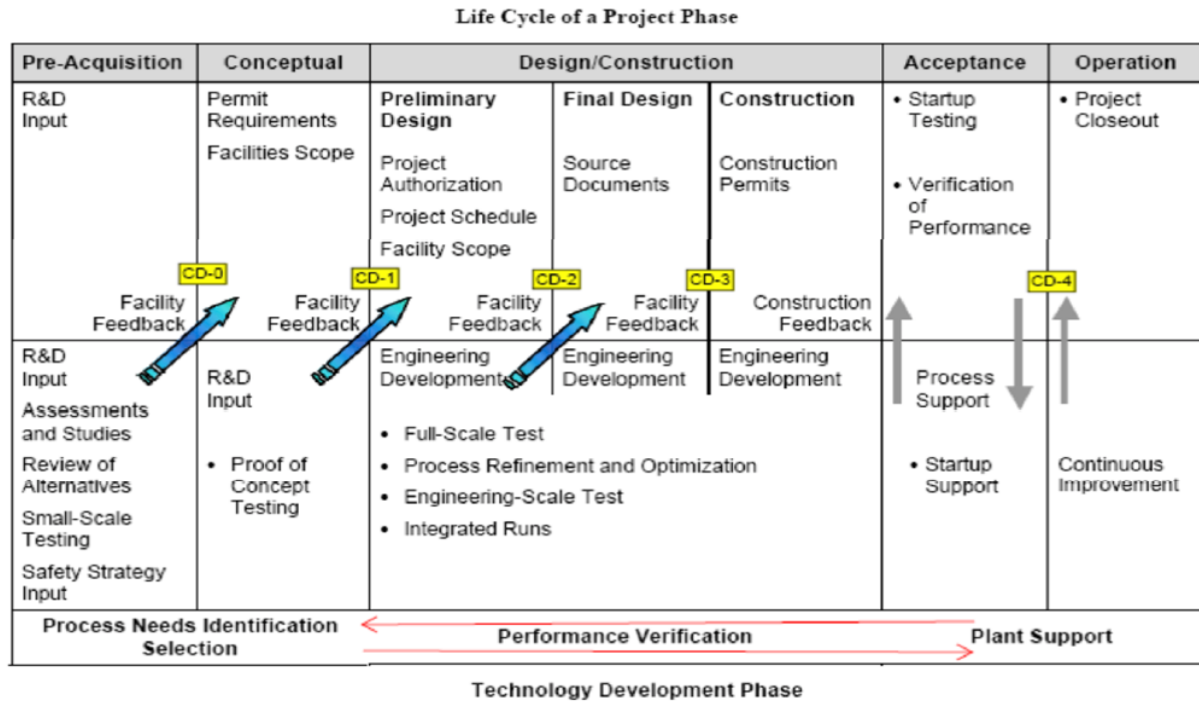 Life Cycle of a Project Phase
Pre-Acquisition
Conceptual
Design/Construction
Acceptance
Operation
R&D
Input
Permit
Requirements
Facilities Scope
Preliminary
Design
Project
Authorization
Project Schedule
Facility Scope
Final Design
Source
Documents
Construction
Construction
Permits
• Startup
Testing
• Verification
of
Performance
• Project
Closeout
CD-0
CD-1
CD-2
CD-3
CD-4
Facility
Feedback
Facility
Feedback
Facility
Feedback
Facility
Feedback
Construction
Feedback
R&D
Input
Assessments
and Studies
Review of
Alternatives
Small-Scale
Testing
Safety Strategy
Input
R&D
Input
• Proof of
Concept
Testing
Engineering
Development
Engineering
Development
Engineering
Development
• Full-Scale Test
• Process Refinement and Optimization
• Engineering-Scale Test
• Integrated Runs
Process
Support
• Startup
Support
Continuous
Improvement
Process Needs Identification
Selection
Performance Verification
Plant Support
Technology Development Phase